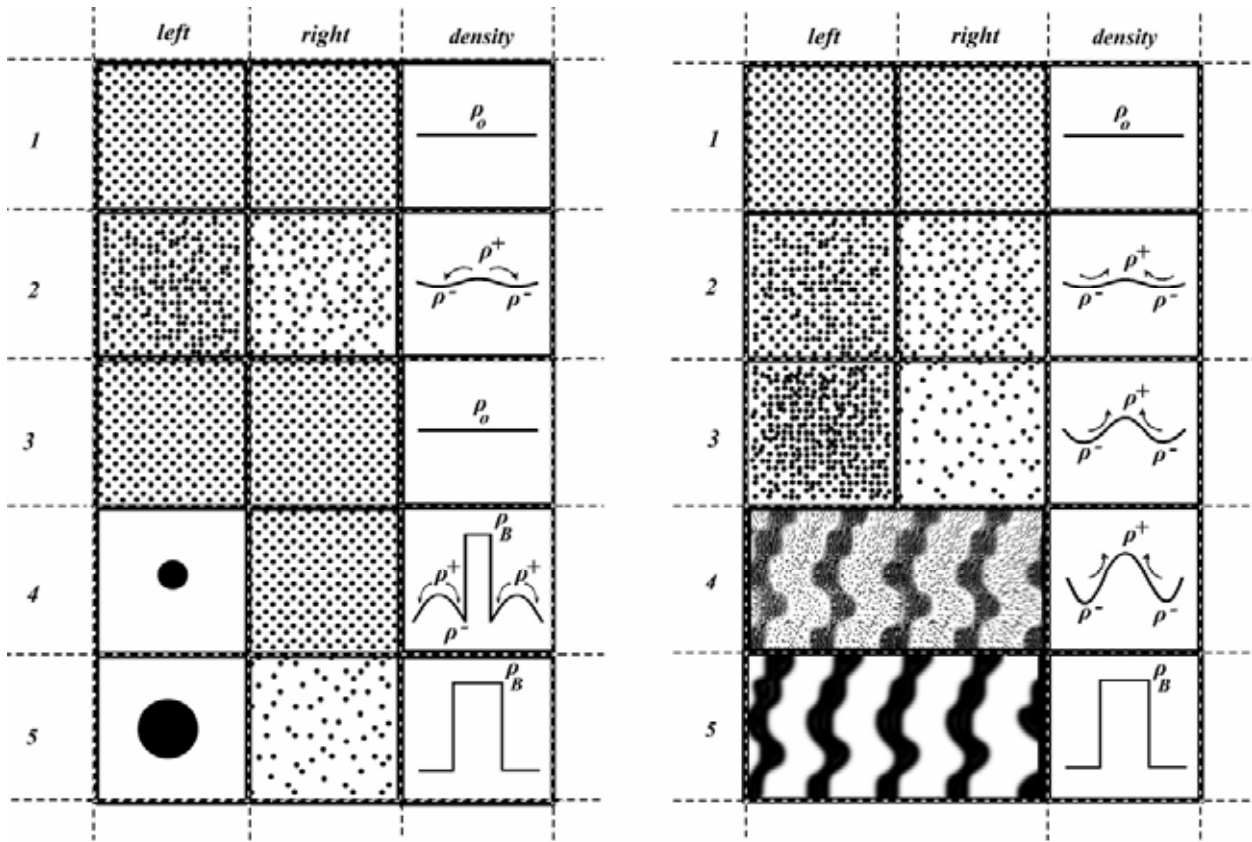 left right density
1 ρo
2 ρ+
ρ- ρ-
3 ρo
4 ρB
ρ+ ρ+
ρ-
5 ρB
left right density
1 ρo
2 ρ+
ρ- ρ-
3 ρ+
ρ- ρ-
4 ρ+
ρ- ρ-
5 ρB